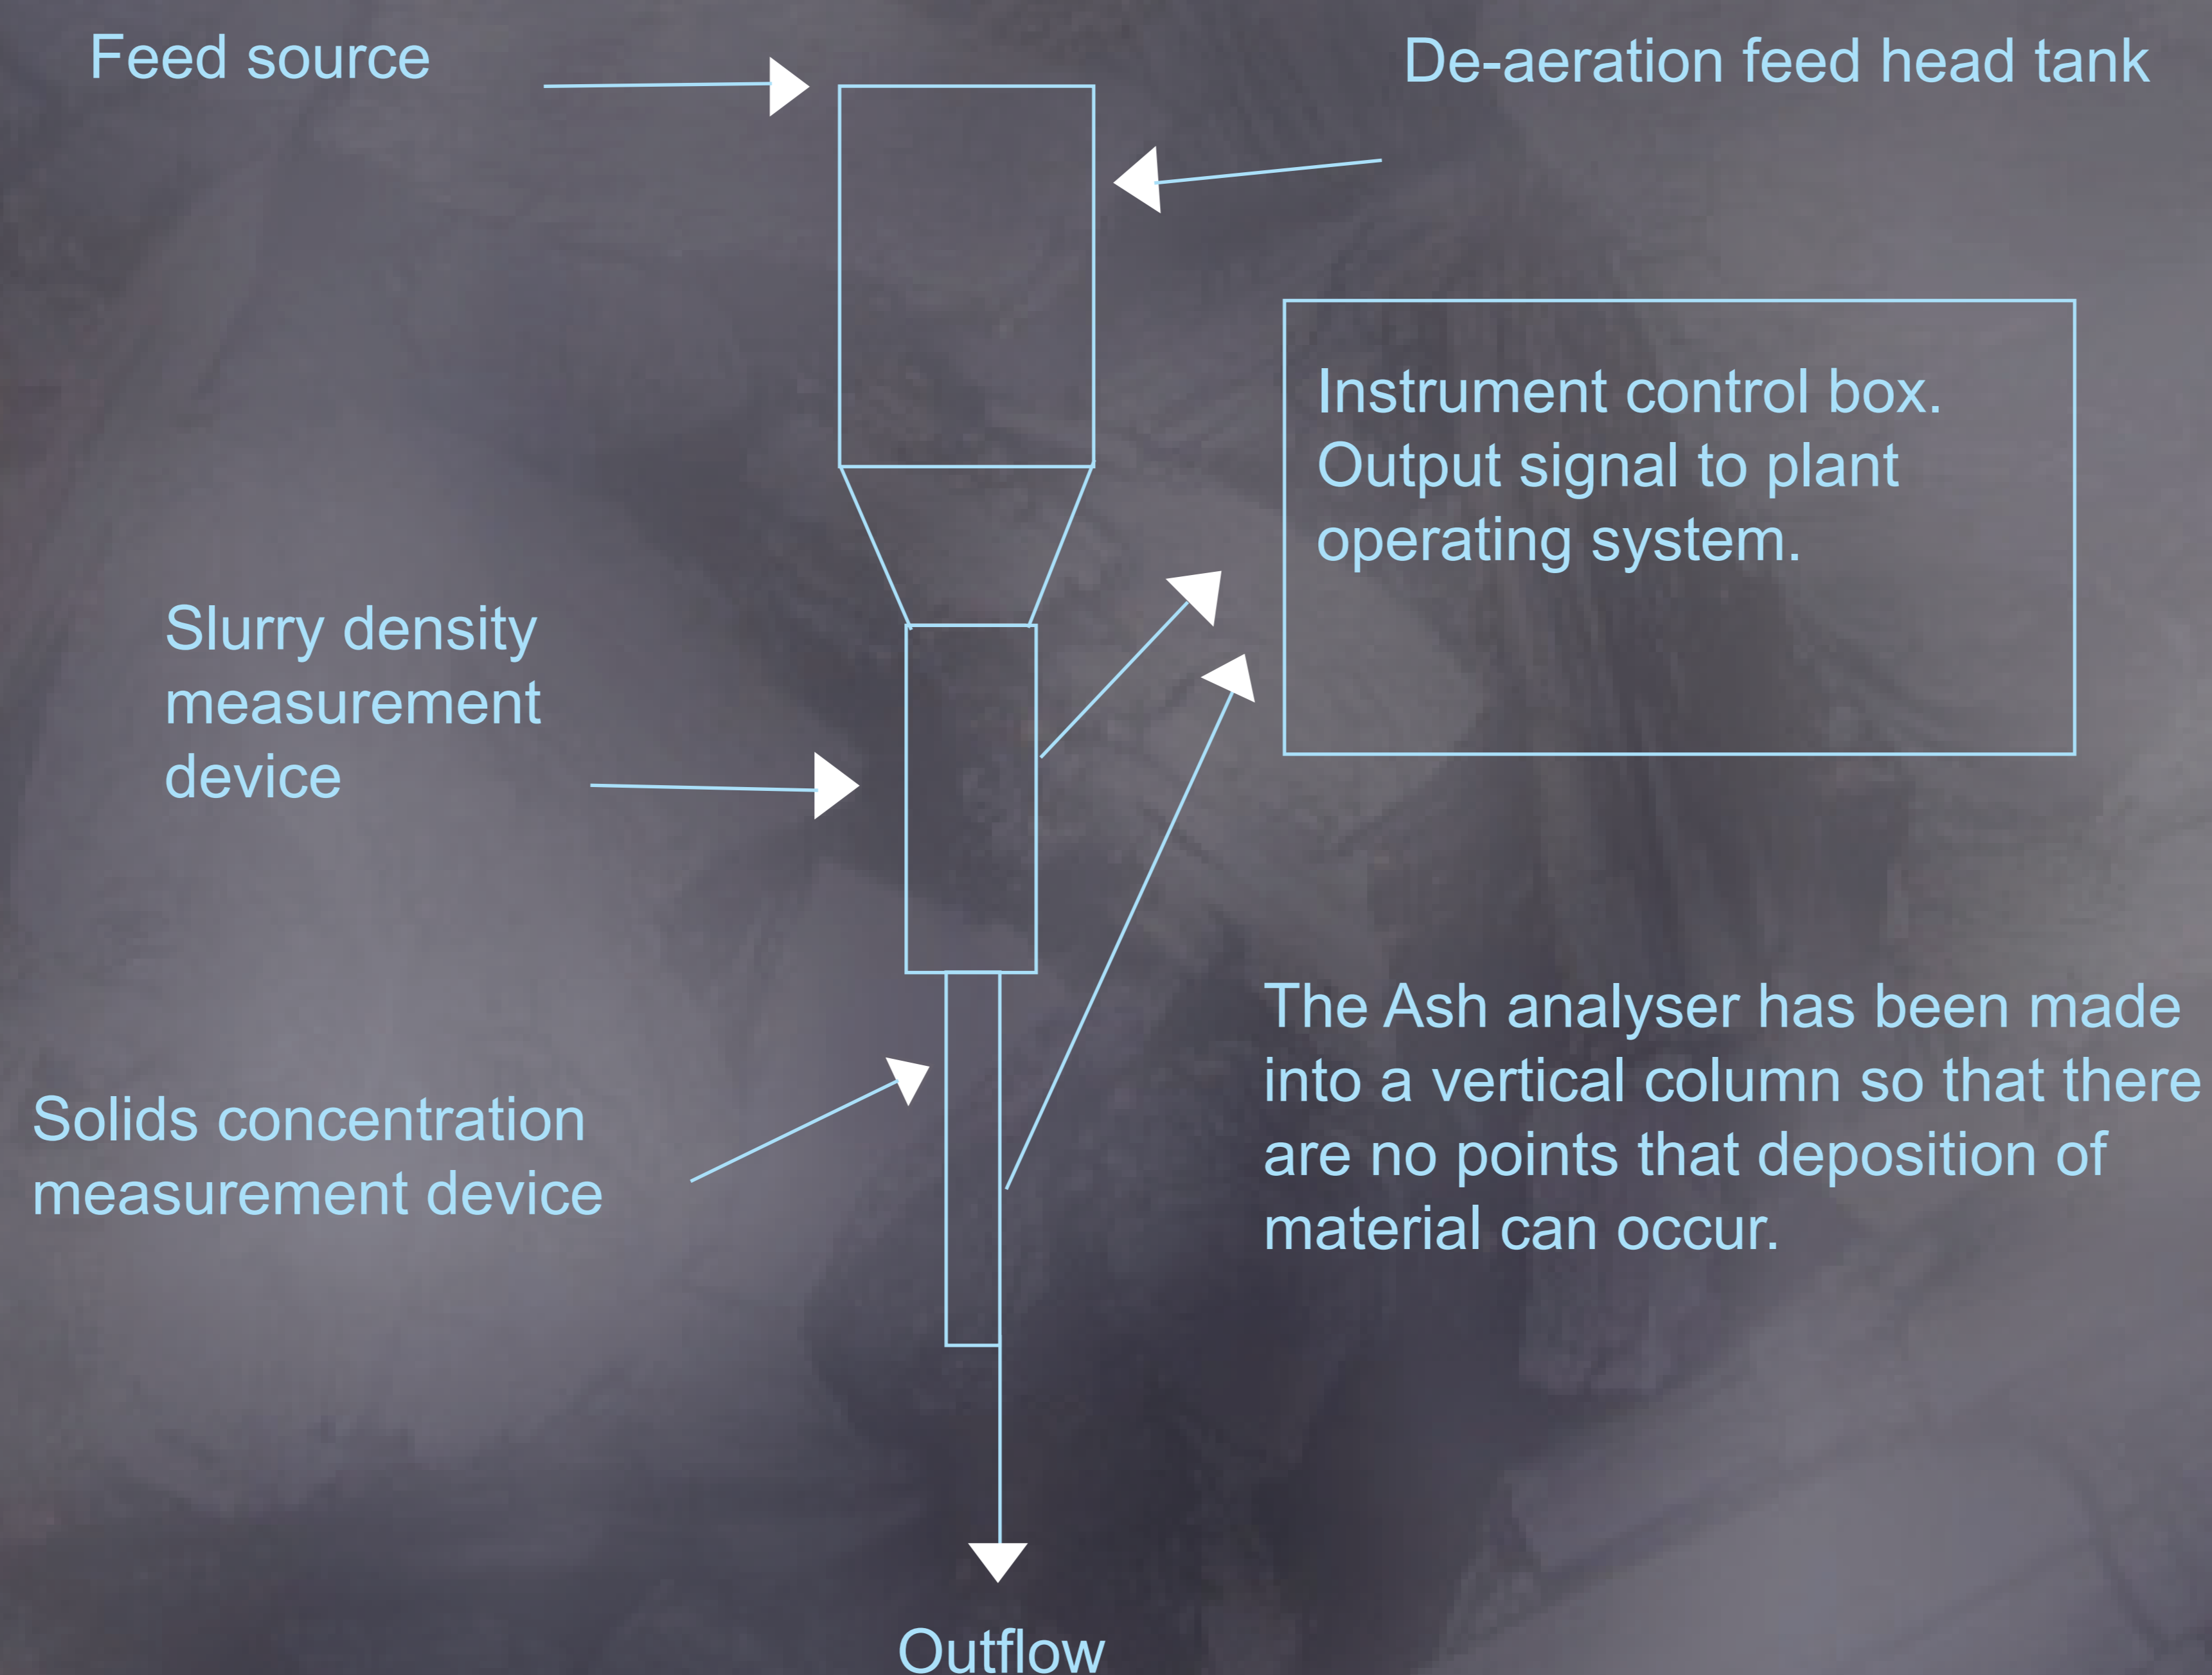 Feed source
De-aeration feed head tank
Instrument control box.
Output signal to plant
operating system.
Slurry density
measurement
device
The Ash analyser has been made
into a vertical column so that there
are no points that deposition of
material can occur.
Solids concentration
measurement device
Outflow